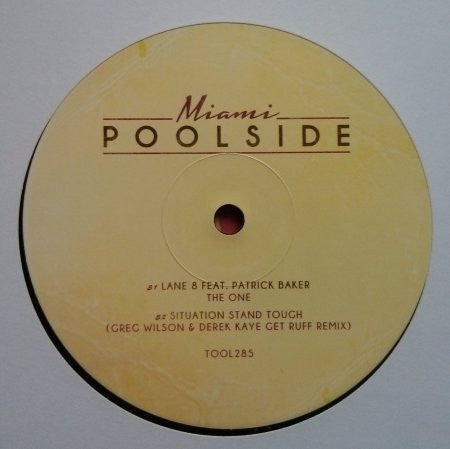 Miami
POOLSIDE
B1 LANE 8 FEAT. PATRICK BAKER
THE ONE
B2 SITUATION STAND TOUGH
(GREG WILSON & DEREK KAYE GET RUFF REMIX)
TOOL285